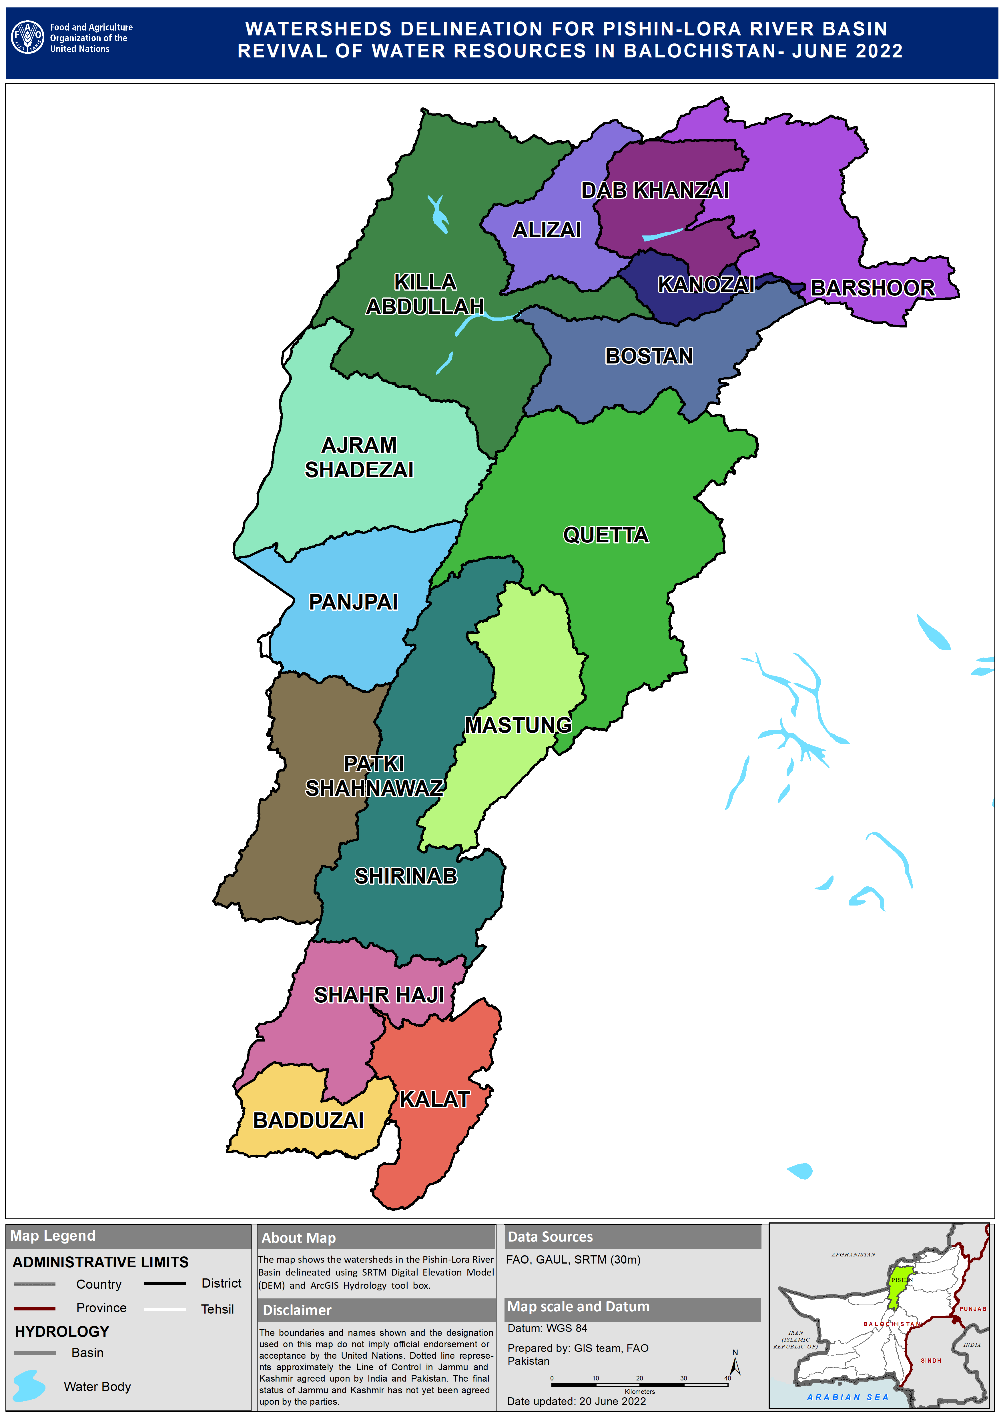 Food and Agriculture
Organization of the
United Nations
WATERSHEDS DELINEATION FOR PISHIN-LORA RIVER BASIN
REVIVAL OF WATER RESOURCES IN BALOCHISTAN- JUNE 2022
DAB KHANZAI
ALIZAI
KILLA
ABDULLAH
KANOZAI
BARSHOOR
BOSTAN
AJRAM
SHADEZAI
QUETTA
PANJPAI
MASTUNG
PATKI
SHAHNAWAZ
SHIRINAB
SHAHR HAJI
KALAT
BADDUZAI
Map Legend
ADMINISTRATIVE LIMITS
Country
District
Province
Tehsil
HYDROLOGY
Basin
Water Body
About Map
The map shows the watersheds in the Pishin-Lora River
Basin delineated using SRTM Digital Elevation Model
(DEM) and ArcGIS Hydrology tool box.
Disclaimer
The boundaries and names shown and the designation
used on this map do not imply official endorsement or
acceptance by the United Nations. Dotted line represe-
nts approximately the Line of Control in Jammu and
Kashmir agreed upon by India and Pakistan. The final
status of Jammu and Kashmir has not yet been agreed
upon by the parties.
Data Sources
FAO, GAUL, SRTM (30m)
Map scale and Datum
Datum: WGS 84
Prepared by: GIS team, FAO
Pakistan
N
0 10 20 30 40
Kilometers
Date updated: 20 June 2022
AFGHANISTAN
PISHIN
PUNJAB
BALOCHISTAN
IRAN
(ISLAMIC
REPUBLIC OF)
INDIA
SINDH
ARABIAN SEA